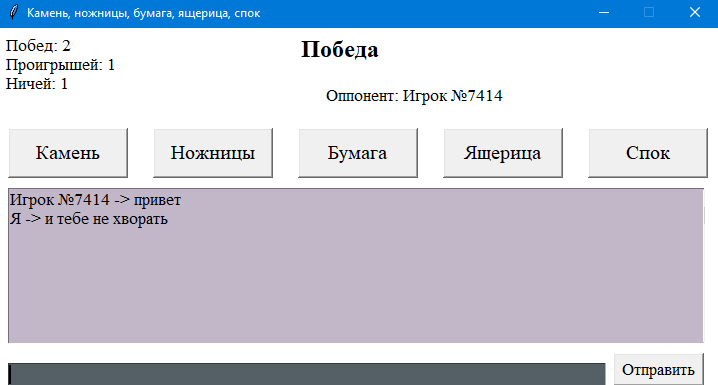 Камень, ножницы, бумага, ящерица, спок
Побед: 2
Проигрышей: 1
Ничей: 1
Победа
Оппонент: Игрок №7414
Камень
Ножницы
Бумага
Ящерица
Спок
Игрок №7414 -> привет
Я -> и тебе не хворать
Отправить